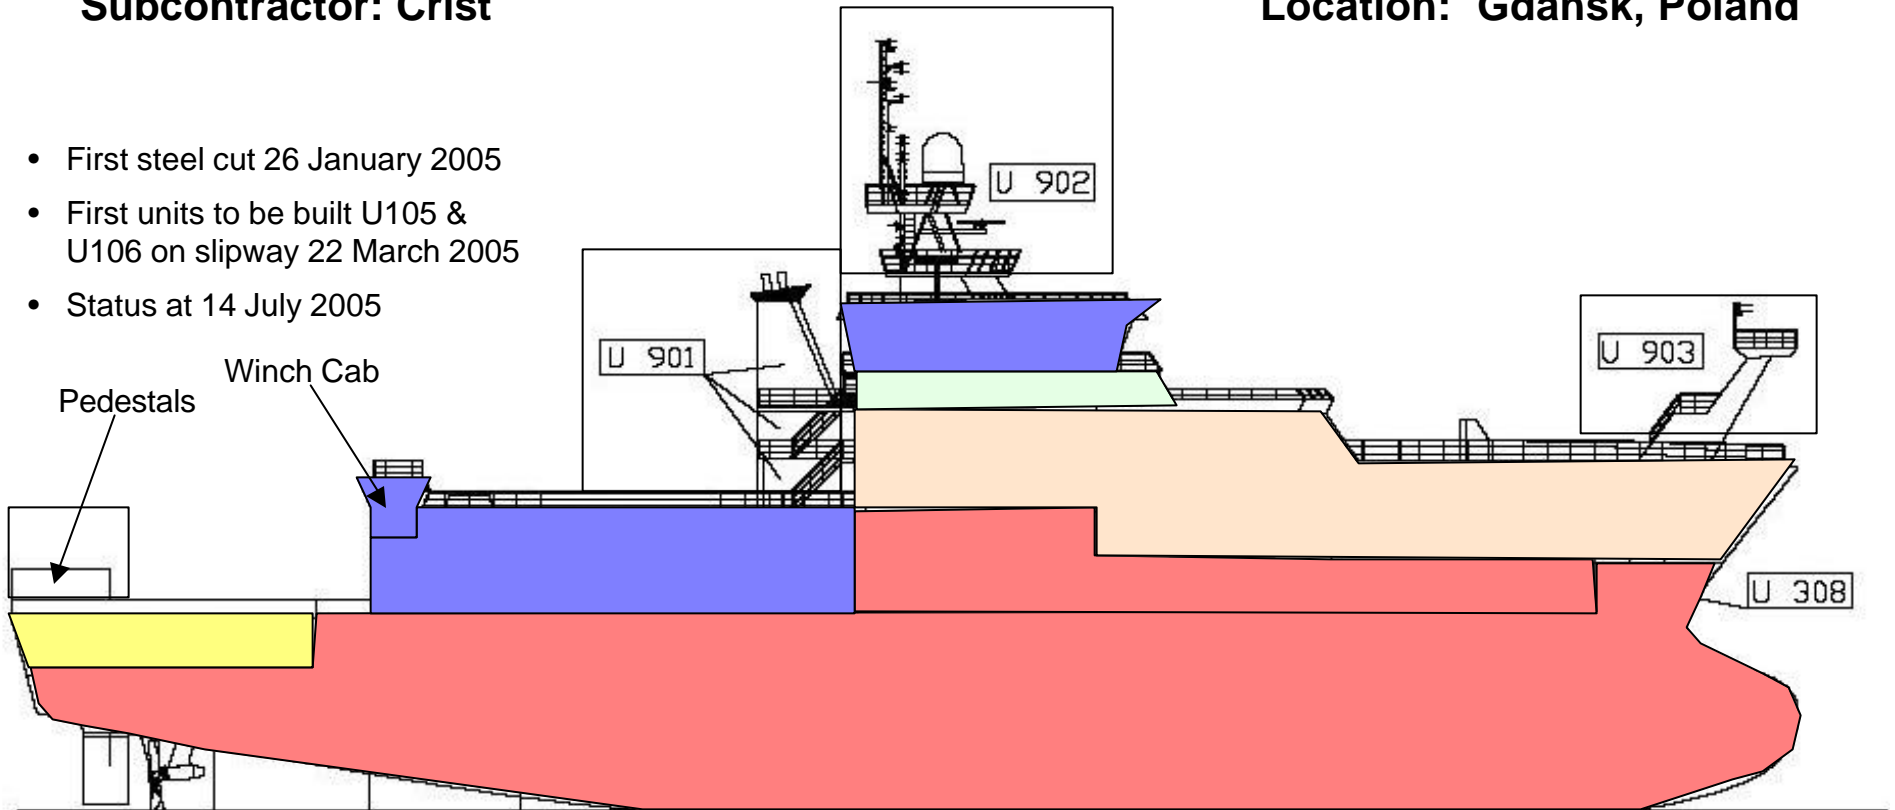 Subcontractor: Crist
Location: Gdansk, Poland
• First steel cut 26 January 2005
• First units to be built U105 &
U106 on slipway 22 March 2005
• Status at 14 July 2005
Winch Cab
Pedestals
U 902
U 901
U 903
U 308